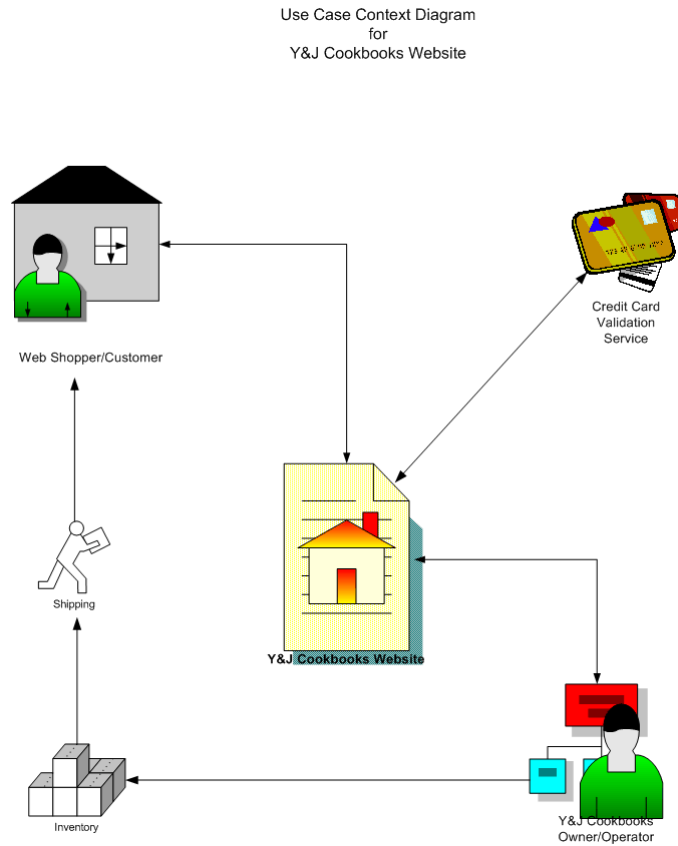 Use Case Context Diagram
for
Y&J Cookbooks Website
Credit Card
Validation
Service
Web Shopper/Customer
Shipping
Y&J Cookbooks Website
Inventory
Y&J Cookbooks
Owner/Operator